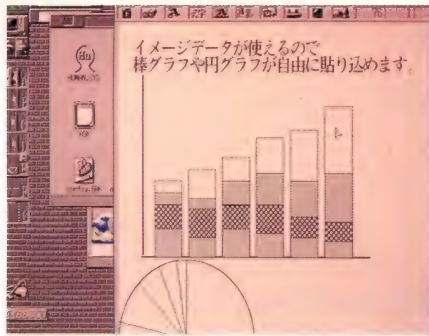 イメージデータが使えるので
棒グラフや円グラフが自由に貼り込めます。
Hu